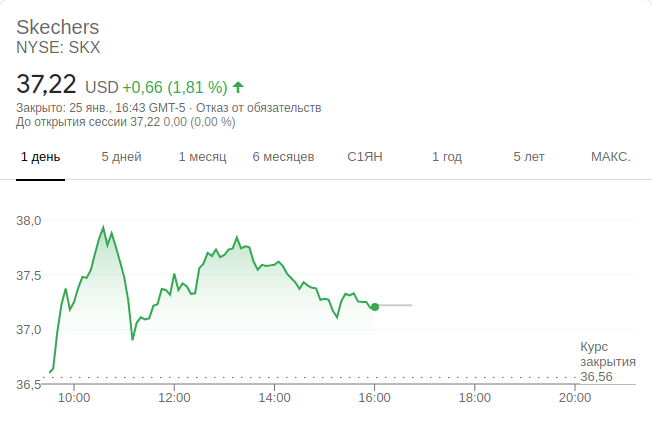 Skechers
NYSE: SKX
37,22 USD +0,66 (1,81 %)
Закрыто: 25 янв., 16:43 GMT-5 · Отказ от обязательств
До открытия сессии 37,22 0,00 (0,00 %)
1 день 5 дней 1 месяц 6 месяцев С1ЯН 1 год 5 лет МАКС.
38,0
37,5
37,0
Курс
закрытия
36,56
36,5
10:00 12:00 14:00 16:00 18:00 20:00